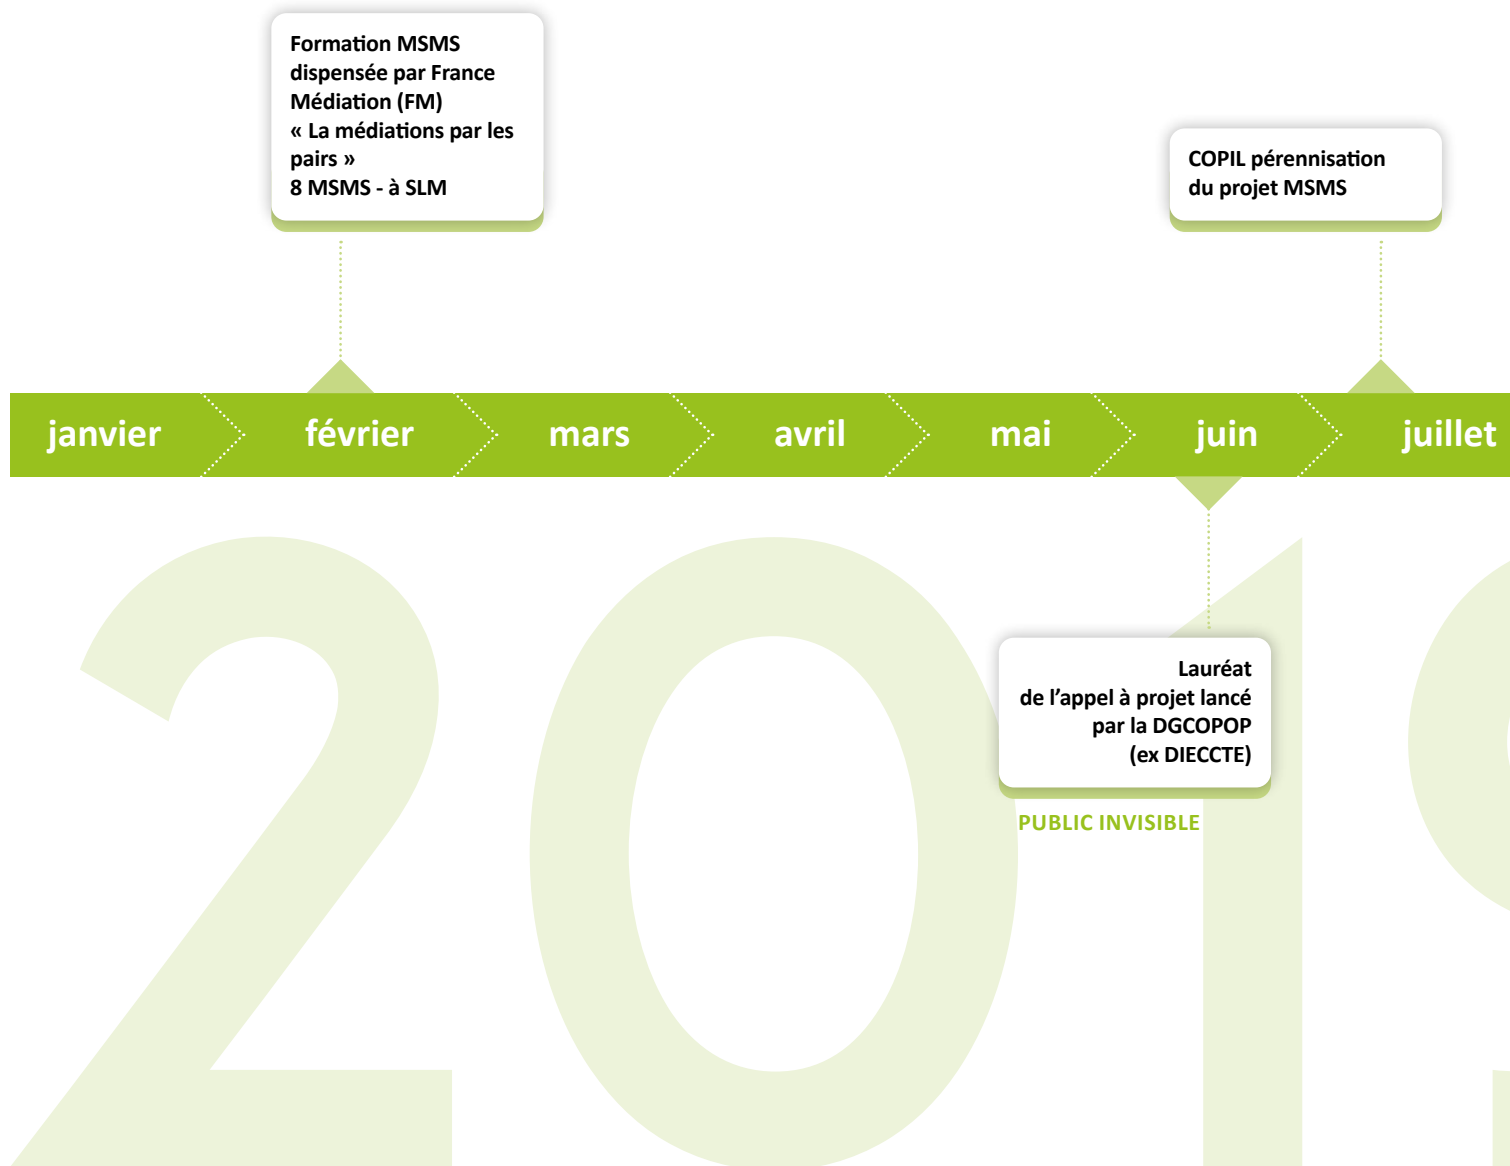 Formation MSMS
dispensée par France
Médiation (FM)
« La médiations par les
pairs »
8 MSMS - à SLM
COPIL pérennisation
du projet MSMS
janvier
février
mars
avril
mai
juin
juillet
Lauréat
de l’appel à projet lancé
par la DGCOPOP
(ex DIECCTE)
PUBLIC INVISIBLE
2019